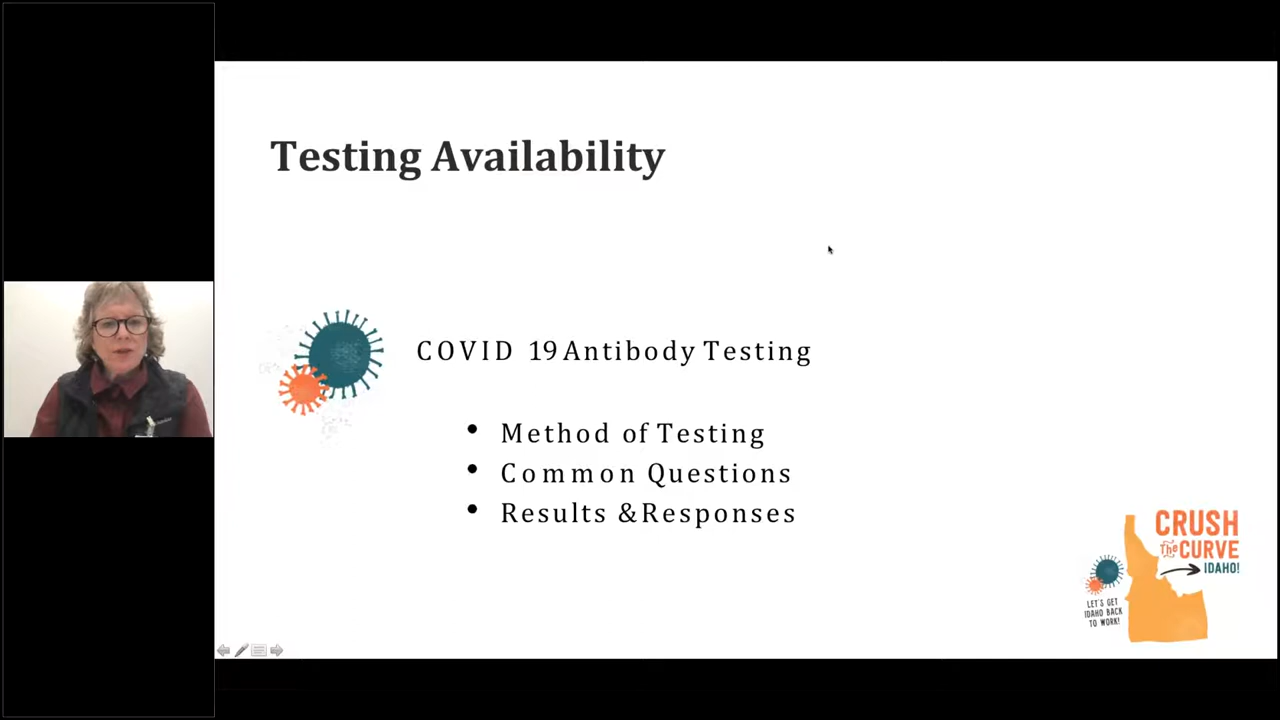 Testing Availability
COVID 19 Antibody Testing
• Method of Testing
• Common Questions
• Results & Responses
CRUSH
The CURVE
IDAHO!
LET'S GET
IDAHO BACK
TO WORK!